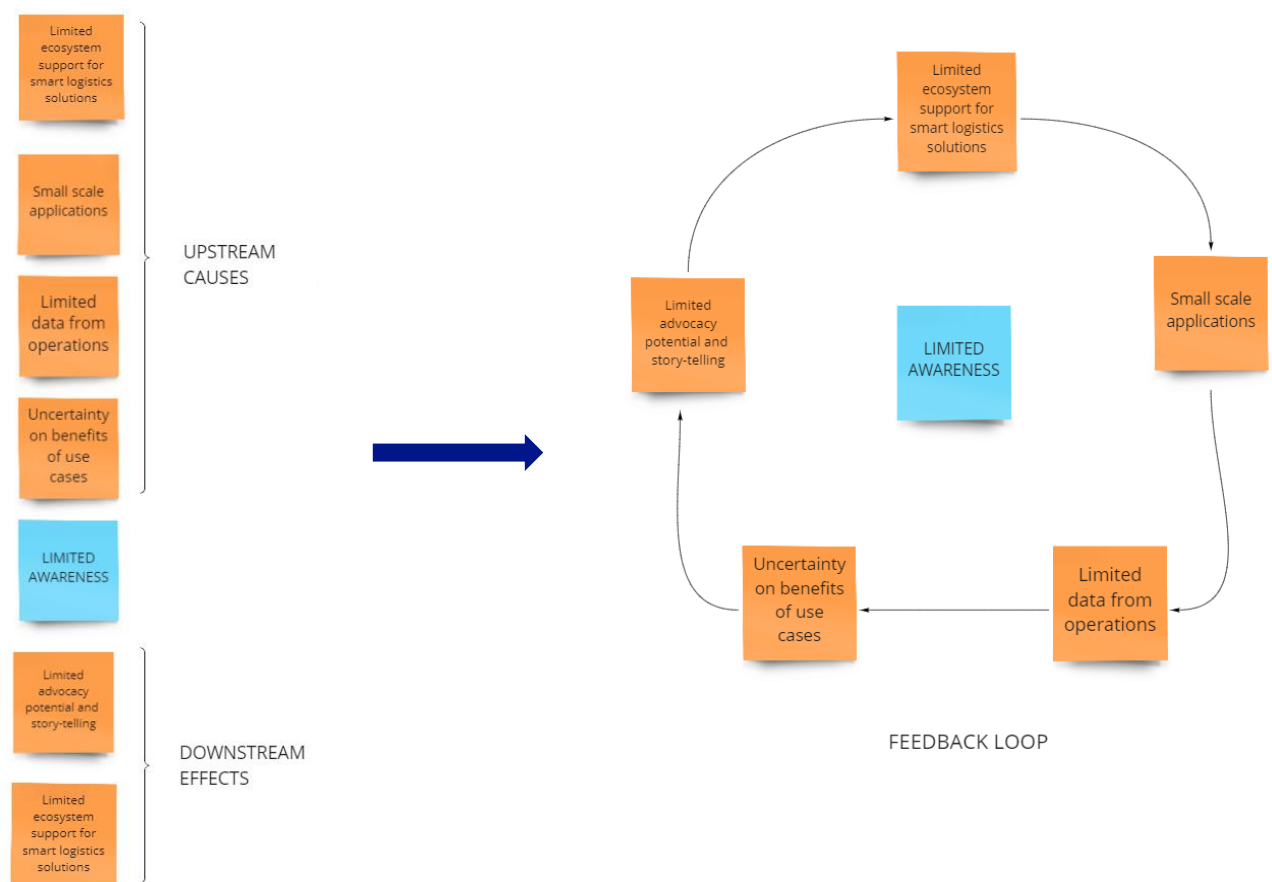 Limited
ecosystem
support for
smart logistics
solutions
Small scale
applications
Limited
data from
operations
Uncertainty
on benefits
of use
cases
UPSTREAM
CAUSES
LIMITED
AWARENESS
Limited
advocacy
potential and
story-telling
Limited
ecosystem
support for
smart logistics
solutions
DOWNSTREAM
EFFECTS
Limited
ecosystem
support for
smart logistics
solutions
Small scale
applications
Limited
data from
operations
Uncertainty
on benefits
of use
cases
Limited
advocacy
potential and
story-telling
LIMITED
AWARENESS
FEEDBACK LOOP